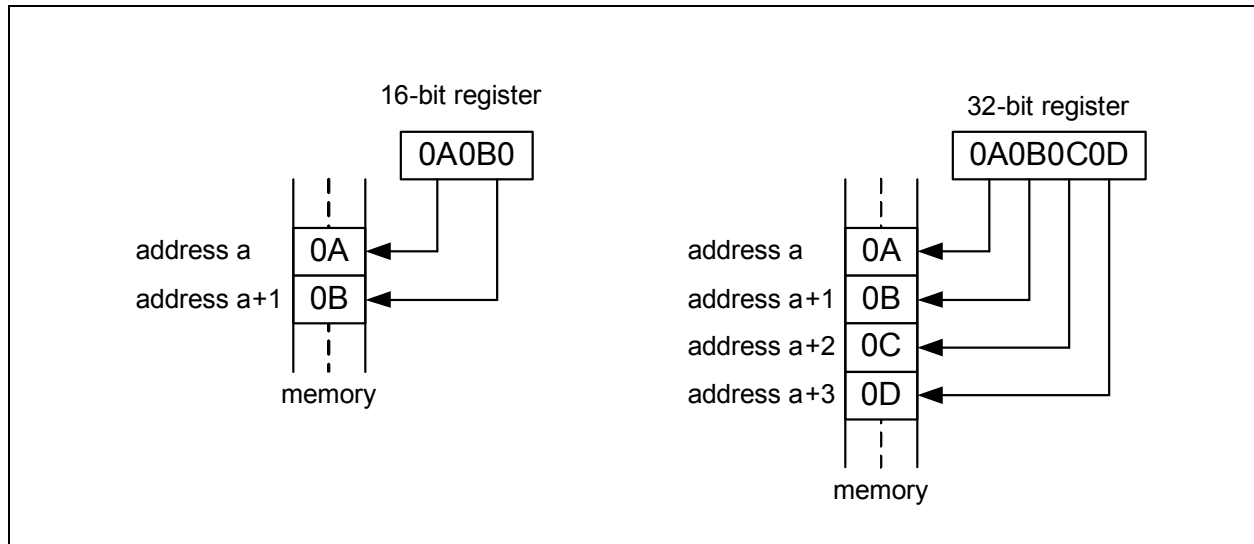 16-bit register
0A0B0
address a
0A
address a+1
0B
memory
32-bit register
0A0B0C0D
address a
0A
address a+1
0B
address a+2
0C
address a+3
0D
memory